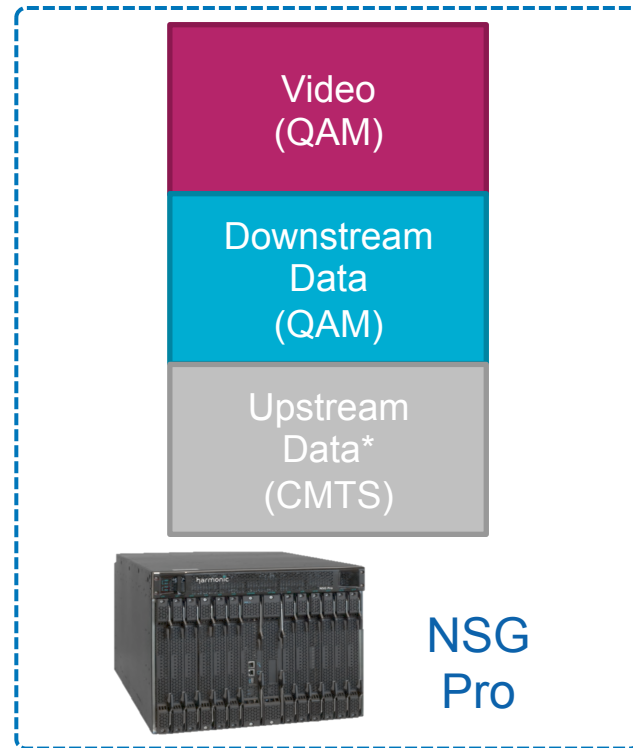 Video
(QAM)
Downstream
Data
(QAM)
Upstream
Data*
(CMTS)
harmonic
NSG
Pro